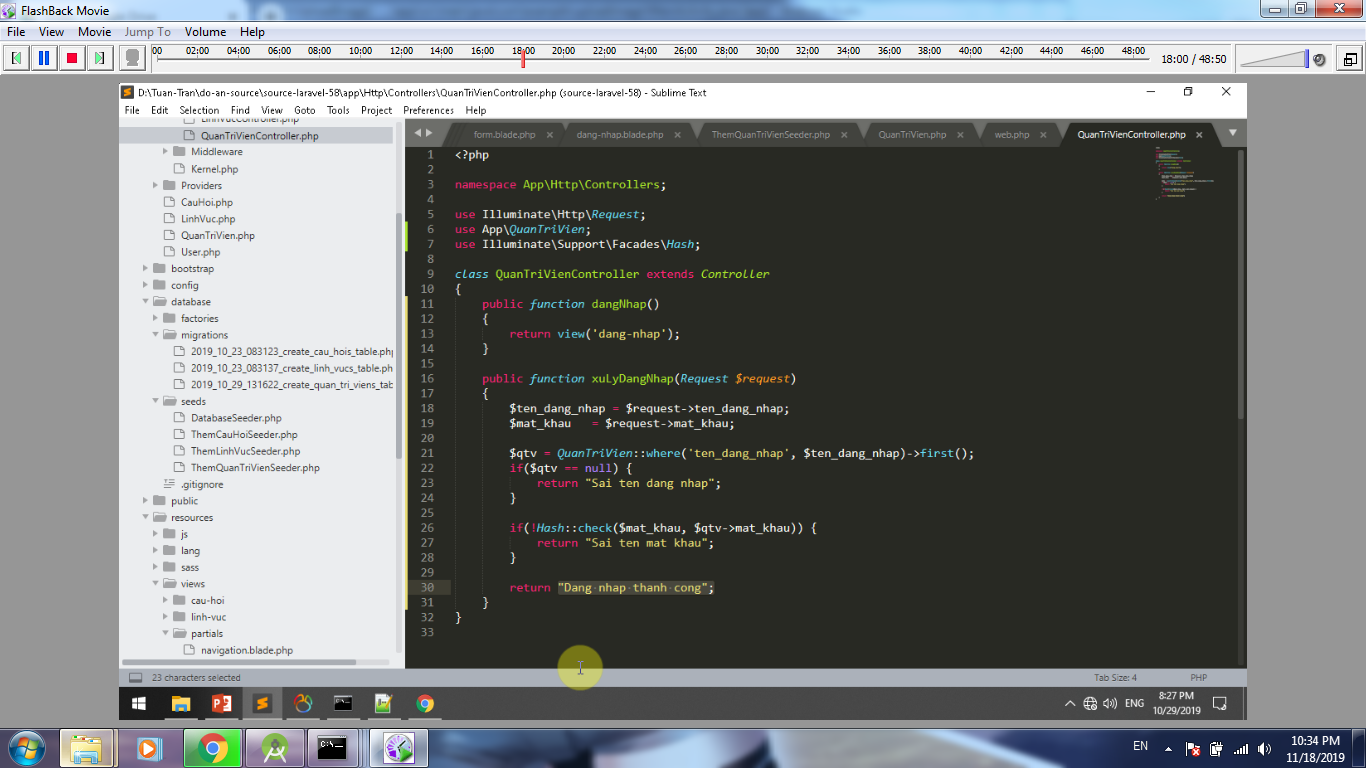 FlashBack Movie
File View Movie Jump To Volume Help
00 02:00 04:00 06:00 08:00 10:00 12:00 14:00 16:00 18:00 20:00 22:00 24:00 26:00 28:00 30:00 32:00 34:00 36:00 38:00 40:00 42:00 44:00 46:00 48:00
18:00 / 48:50
D:\Tuan-Tran\do-an-source\source-laravel-58\app\Http\Controllers\QuanTriVienController.php (source-laravel-58) - Sublime Text
File Edit Selection Find View Goto Tools Project Preferences Help
LinhVucController.php
QuanTriVienController.php
Middleware
Kernel.php
Providers
CauHoi.php
LinhVuc.php
QuanTriVien.php
User.php
bootstrap
config
database
factories
migrations
2019_10_23_083123_create_cau_hois_table.php
2019_10_23_083137_create_linh_vucs_table.php
2019_10_29_131622_create_quan_tri_viens_tab
seeds
DatabaseSeeder.php
ThemCauHoiSeeder.php
ThemLinhVucSeeder.php
ThemQuanTriVienSeeder.php
.gitignore
public
resources
js
lang
sass
views
cau-hoi
linh-vuc
partials
navigation.blade.php
form.blade.php dang-nhap.blade.php ThemQuanTriVienSeeder.php QuanTriVien.php web.php QuanTriVienController.php
1 <?php
2
3 namespace App\Http\Controllers;
4
5 use Illuminate\Http\Request;
6 use App\QuanTriVien;
7 use Illuminate\Support\Facades\Hash;
8
9 class QuanTriVienController extends Controller
10 {
11 public function dangNhap()
12 {
13 return view('dang-nhap');
14 }
15
16 public function xuLyDangNhap(Request $request)
17 {
18 $ten_dang_nhap = $request->ten_dang_nhap;
19 $mat_khau = $request->mat_khau;
20
21 $qtv = QuanTriVien::where('ten_dang_nhap', $ten_dang_nhap)->first();
22 if($qtv == null) {
23 return "Sai ten dang nhap";
24 }
25
26 if(!Hash::check($mat_khau, $qtv->mat_khau)) {
27 return "Sai ten mat khau";
28 }
29
30 return "Dang nhap thanh cong";
31 }
32 }
33
23 characters selected
Tab Size: 4 PHP
ENG
8:27 PM
10/29/2019
EN
10:34 PM
11/18/2019